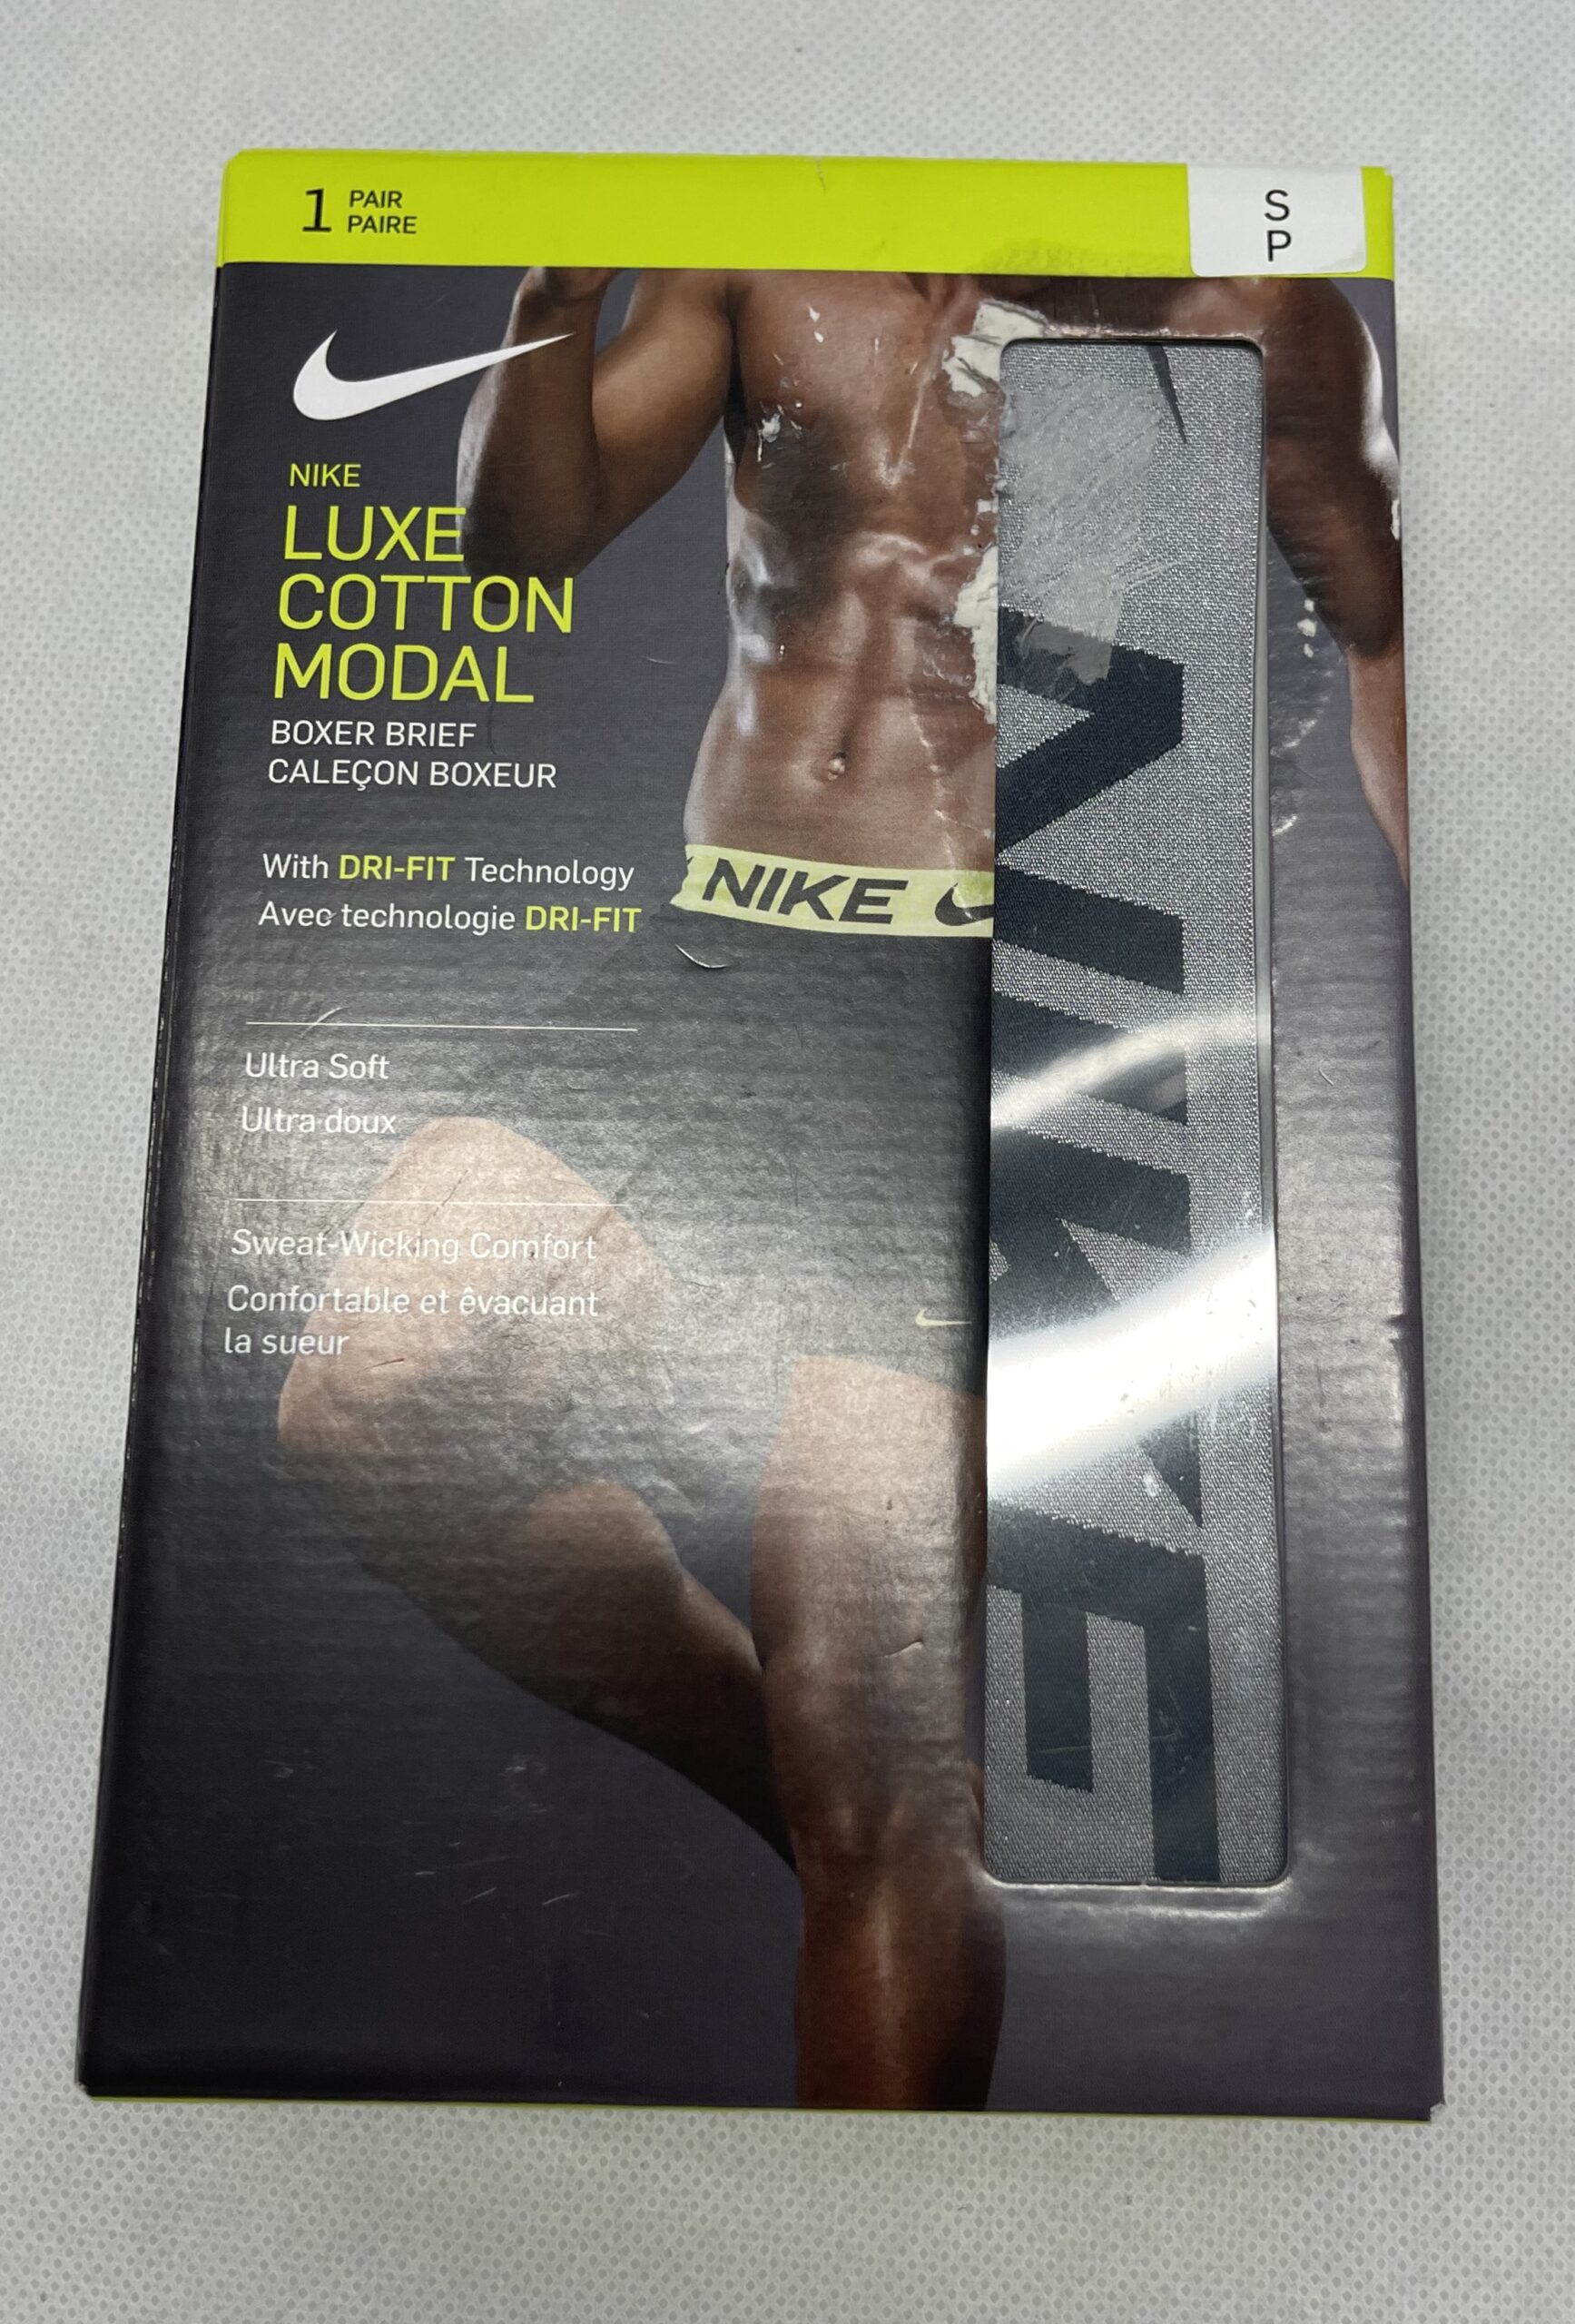 1 PAIR
PAIRE
S
P
NIKE
LUXE
COTTON
MODAL
BOXER BRIEF
CALEÇON BOXEUR
With DRI-FIT Technology
Avec technologie DRI-FIT
NIKE
Ultra Soft
Ultra doux
Sweat-Wicking Comfort
Confortable et évacuant
la sueur
NIKE